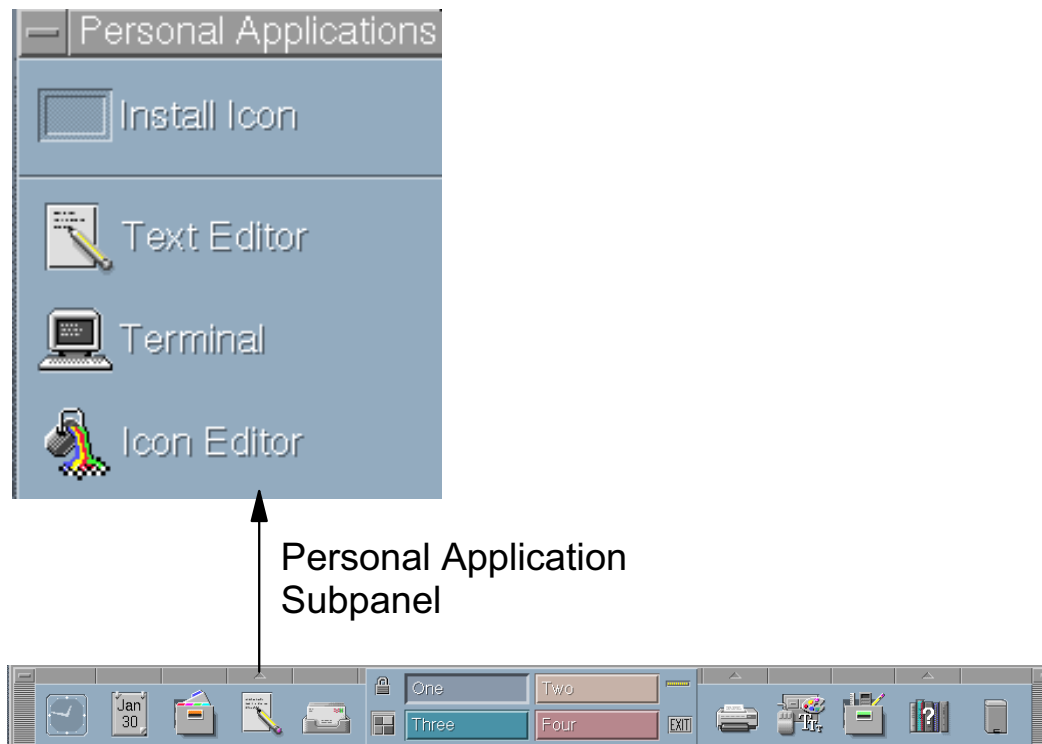 Personal Applications
Install Icon
Text Editor
Terminal
Icon Editor
Personal Application
Subpanel
One
Two
Jan
30
Three
Four
EXIT
?